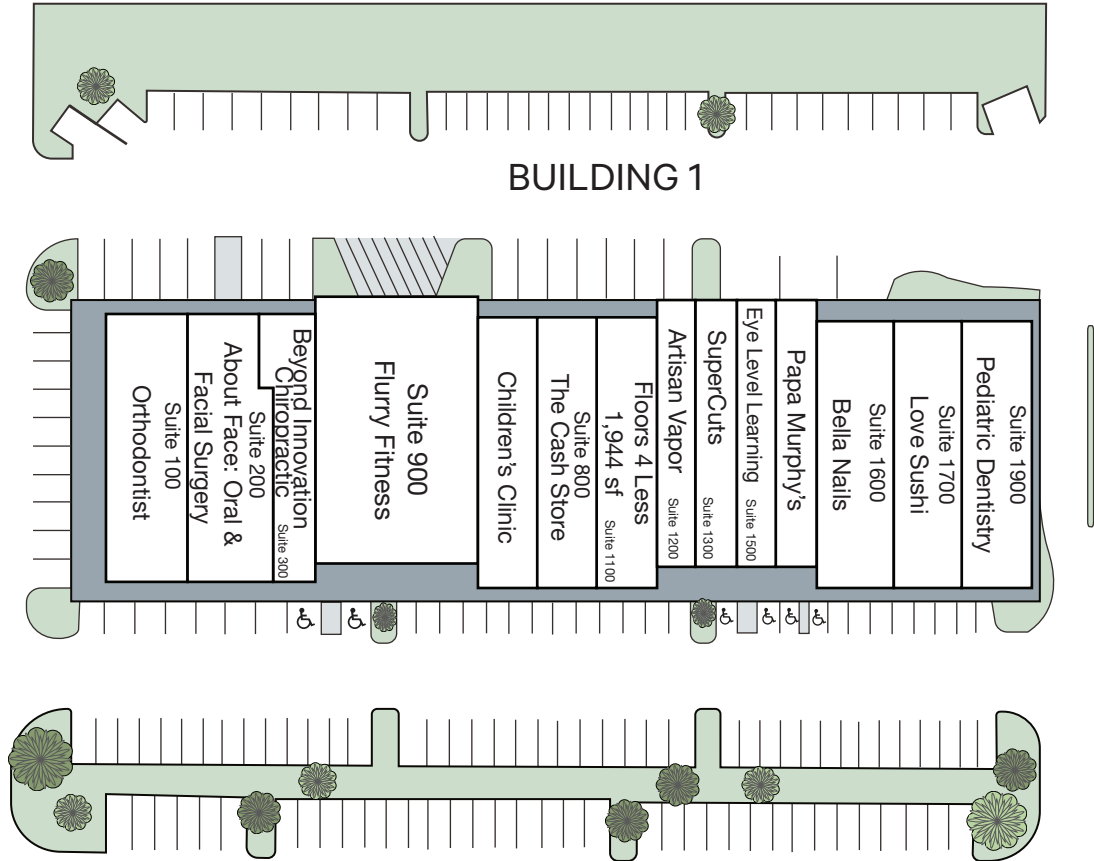 BUILDING 1
Suite 100
Orthodontist
Suite 200
About Face: Oral &
Facial Surgery
Beyond Innovation
Chiropractic
Suite 300
Suite 900
Flurry Fitness
Children's Clinic
Suite 800
The Cash Store
Floors 4 Less
1,944 sf
Suite 1100
Artisan Vapor
Suite 1200
SuperCuts
Suite 1300
Eye Level Learning
Suite 1500
Papa Murphy's
Suite 1600
Bella Nails
Suite 1700
Love Sushi
Suite 1900
Pediatric Dentistry